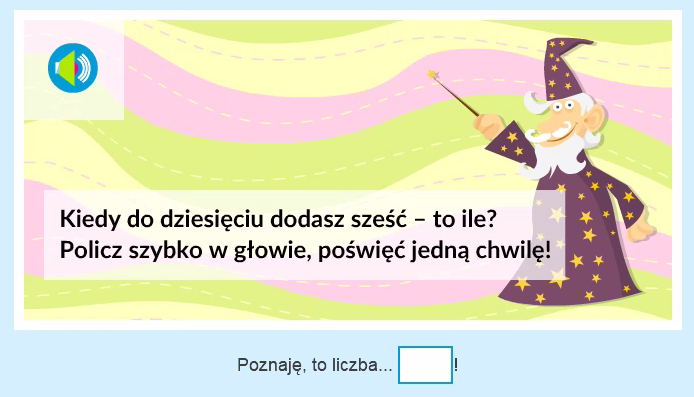 Kiedy do dziesięciu dodasz sześć – to ile?
Policz szybko w głowie, poświęć jedną chwilę!
Poznaję, to liczba... !